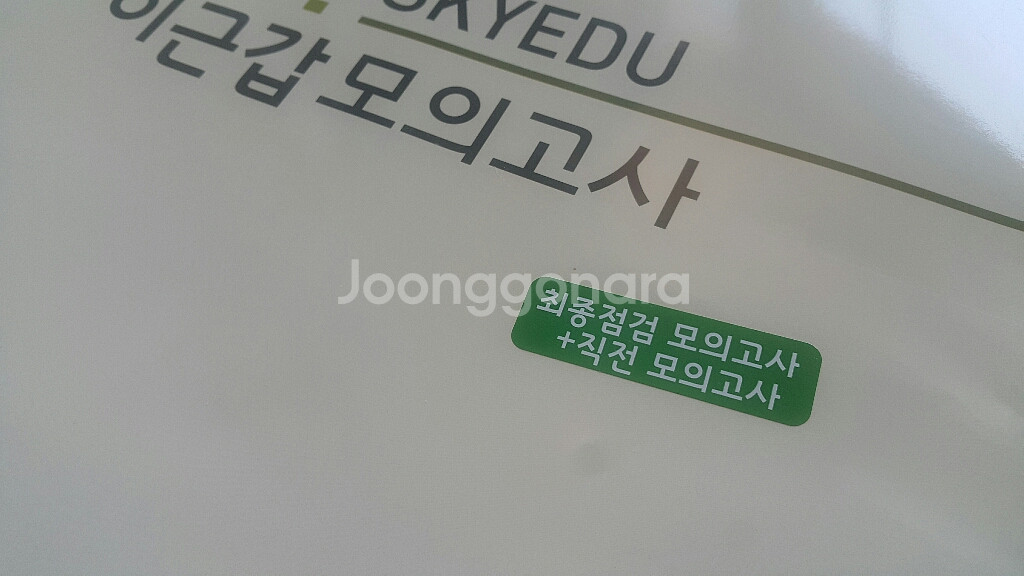 SKYEDU
이근갑 모의고사
Joonggonara
최종점검 모의고사
+직전 모의고사